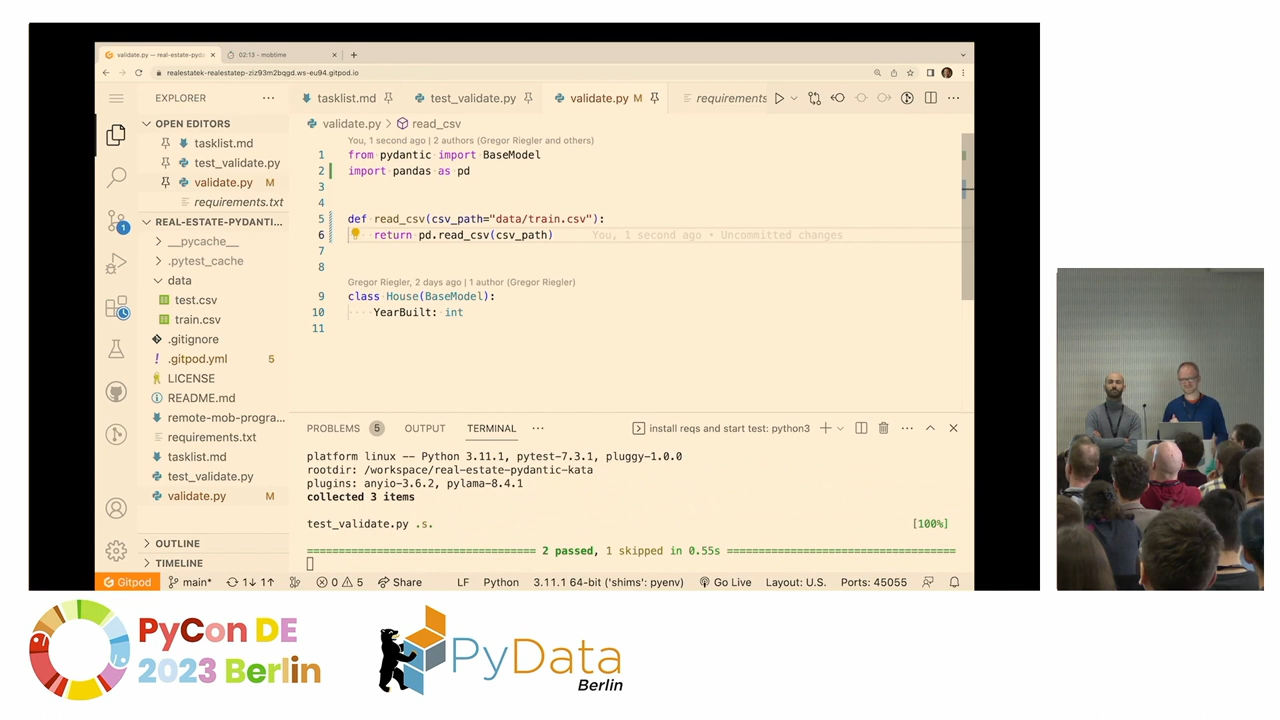 validate.py — real-estate-pyda
02:13 - mobtime
realestatek-realestatep-ziz93m2bqgd.ws-eu94.gitpod.io
EXPLORER
tasklist.md
test_validate.py
validate.py M
requirements
OPEN EDITORS
tasklist.md
test_validate.py
validate.py M
requirements.txt
REAL-ESTATE-PYDANTI...
__pycache__
.pytest_cache
data
test.csv
train.csv
.gitignore
.gitpod.yml 5
LICENSE
README.md
remote-mob-progra...
requirements.txt
tasklist.md
test_validate.py
validate.py M
OUTLINE
TIMELINE
1
validate.py > read_csv
You, 1 second ago | 2 authors (Gregor Riegler and others)
1 from pydantic import BaseModel
2 import pandas as pd
3
4
5 def read_csv(csv_path="data/train.csv"):
6 return pd.read_csv(csv_path) You, 1 second ago • Uncommitted changes
7
8
Gregor Riegler, 2 days ago | 1 author (Gregor Riegler)
9 class House(BaseModel):
10 YearBuilt: int
11
PROBLEMS 5 OUTPUT TERMINAL
install reqs and start test: python3
platform linux -- Python 3.11.1, pytest-7.3.1, pluggy-1.0.0
rootdir: /workspace/real-estate-pydantic-kata
plugins: anyio-3.6.2, pylama-8.4.1
collected 3 items
test_validate.py .s. [100%]
=================================== 2 passed, 1 skipped in 0.55s ===================================
Gitpod main* 1↓ 1↑ 0 5 Share LF Python 3.11.1 64-bit ('shims': pyenv) Go Live Layout: U.S. Ports: 45055
PyCon DE
2023 Berlin
PyData
Berlin